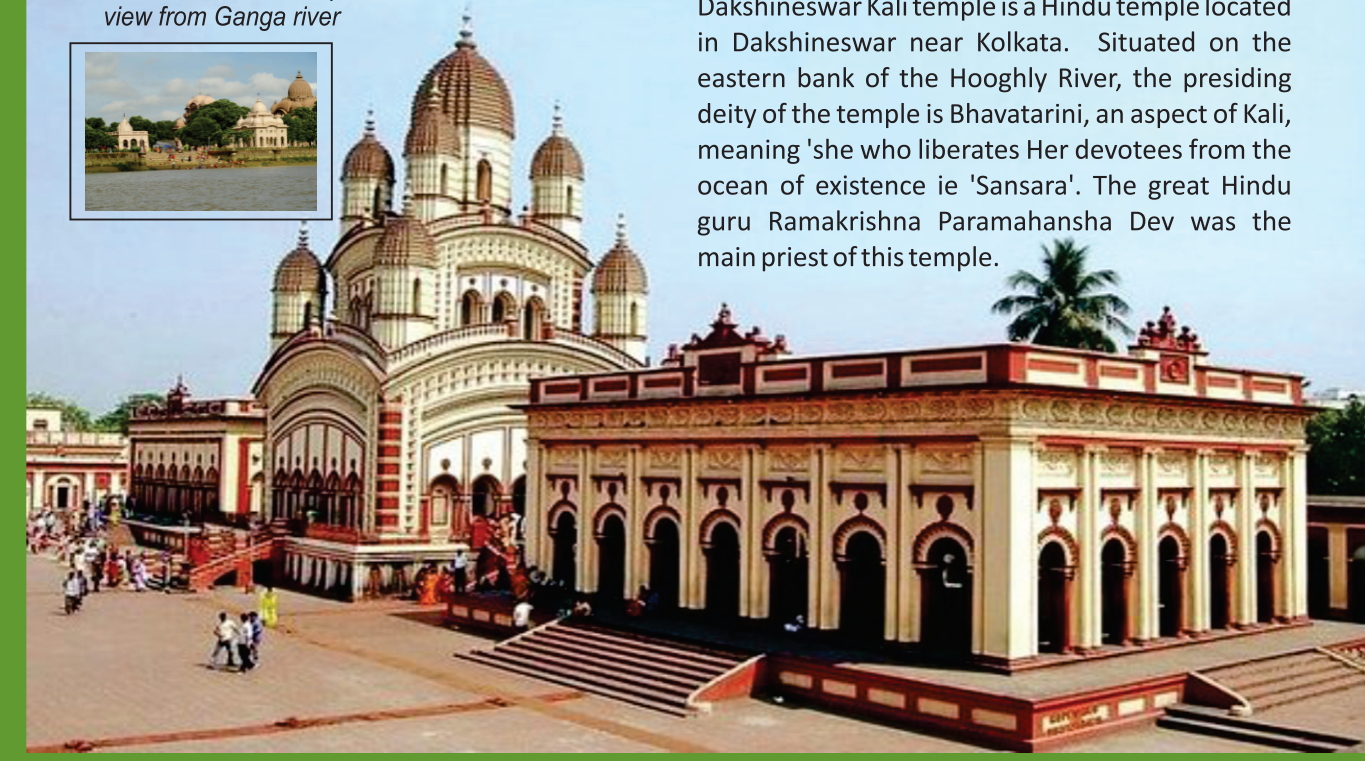 view from Ganga river
Dakshineswar Kali temple is a Hindu temple located
in Dakshineswar near Kolkata. Situated on the
eastern bank of the Hooghly River, the presiding
deity of the temple is Bhavatarini, an aspect of Kali,
meaning 'she who liberates Her devotees from the
ocean of existence ie 'Sansara'. The great Hindu
guru Ramakrishna Paramahansha Dev was the
main priest of this temple.